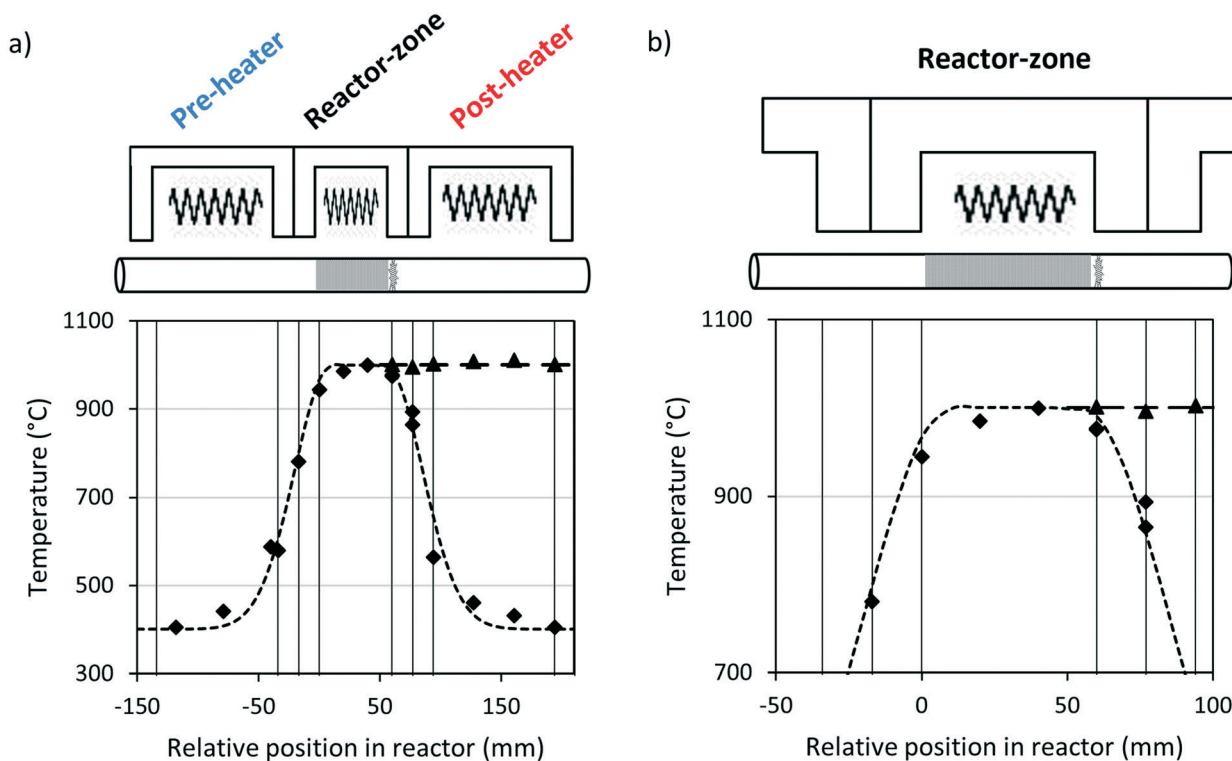 a)
Pre-heater
Reactor-zone
Post-heater
1100
900
700
500
300
Temperature (°C)
-150
-50
50
150
Relative position in reactor (mm)
b)
Reactor-zone
1100
900
700
Temperature (°C)
-50
0
50
100
Relative position in reactor (mm)